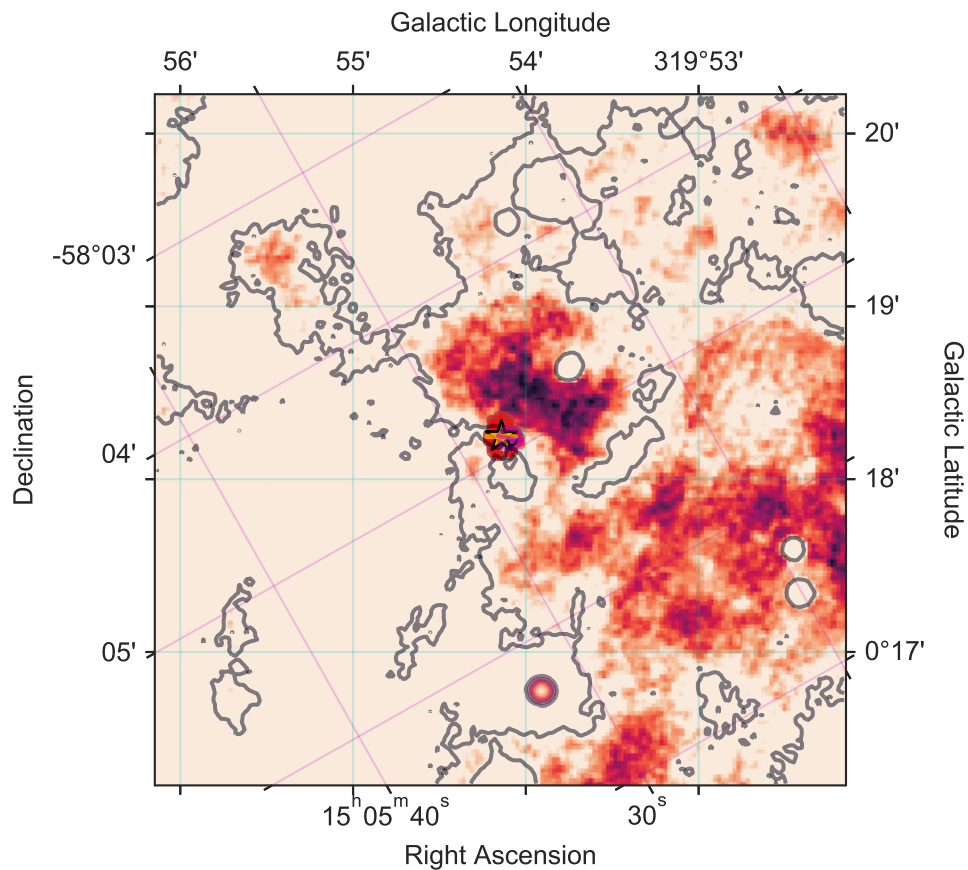 Galactic Longitude
56' 55' 54' 319°53'
20'
-58°03'
19'
Declination
Galactic Latitude
04'
18'
05'
0°17'
15h05m40s 30s
Right Ascension